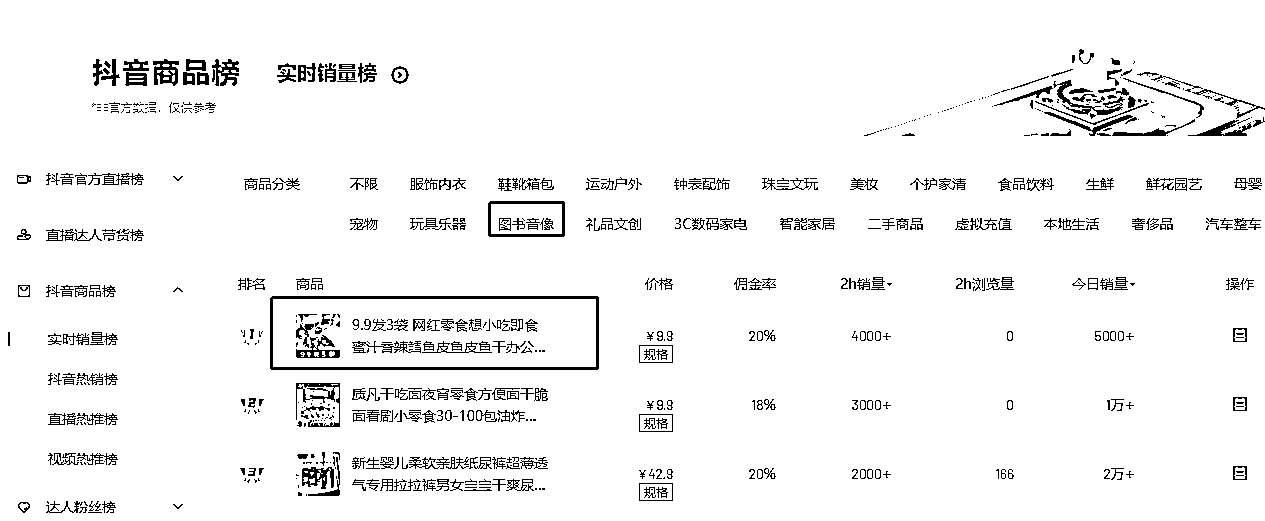 抖音商品榜 实时销量榜
官方数据，仅供参考
抖音官方直播榜
直播达人带货榜
抖音商品榜
实时销量榜
抖音热销榜
直播热推榜
视频热推榜
达人粉丝榜
商品分类 不限 服饰内衣 鞋靴箱包 运动户外 钟表配饰 珠宝文玩 美妆 个护家清 食品饮料 生鲜 鲜花园艺 母婴
宠物 玩具乐器 图书音像 礼品文创 3C数码家电 智能家居 二手商品 虚拟充值 本地生活 奢侈品 汽车整车
排名 商品 价格 佣金率 2h销量 2h浏览量 今日销量 操作
1 9.9发3袋 网红零食想小吃即食
蜜汁香辣鳕鱼皮鱼皮鱼干办公...
¥9.9 20% 4000+ 0 5000+
规格
2 质凡干吃面夜宵零食方便面干脆
面看剧小零食30-100包油炸...
¥9.9 18% 3000+ 0 1万+
规格
3 新生婴儿柔软亲肤纸尿裤超薄透
气专用拉拉裤男女宝宝干爽尿...
¥42.9 20% 2000+ 166 2万+
规格